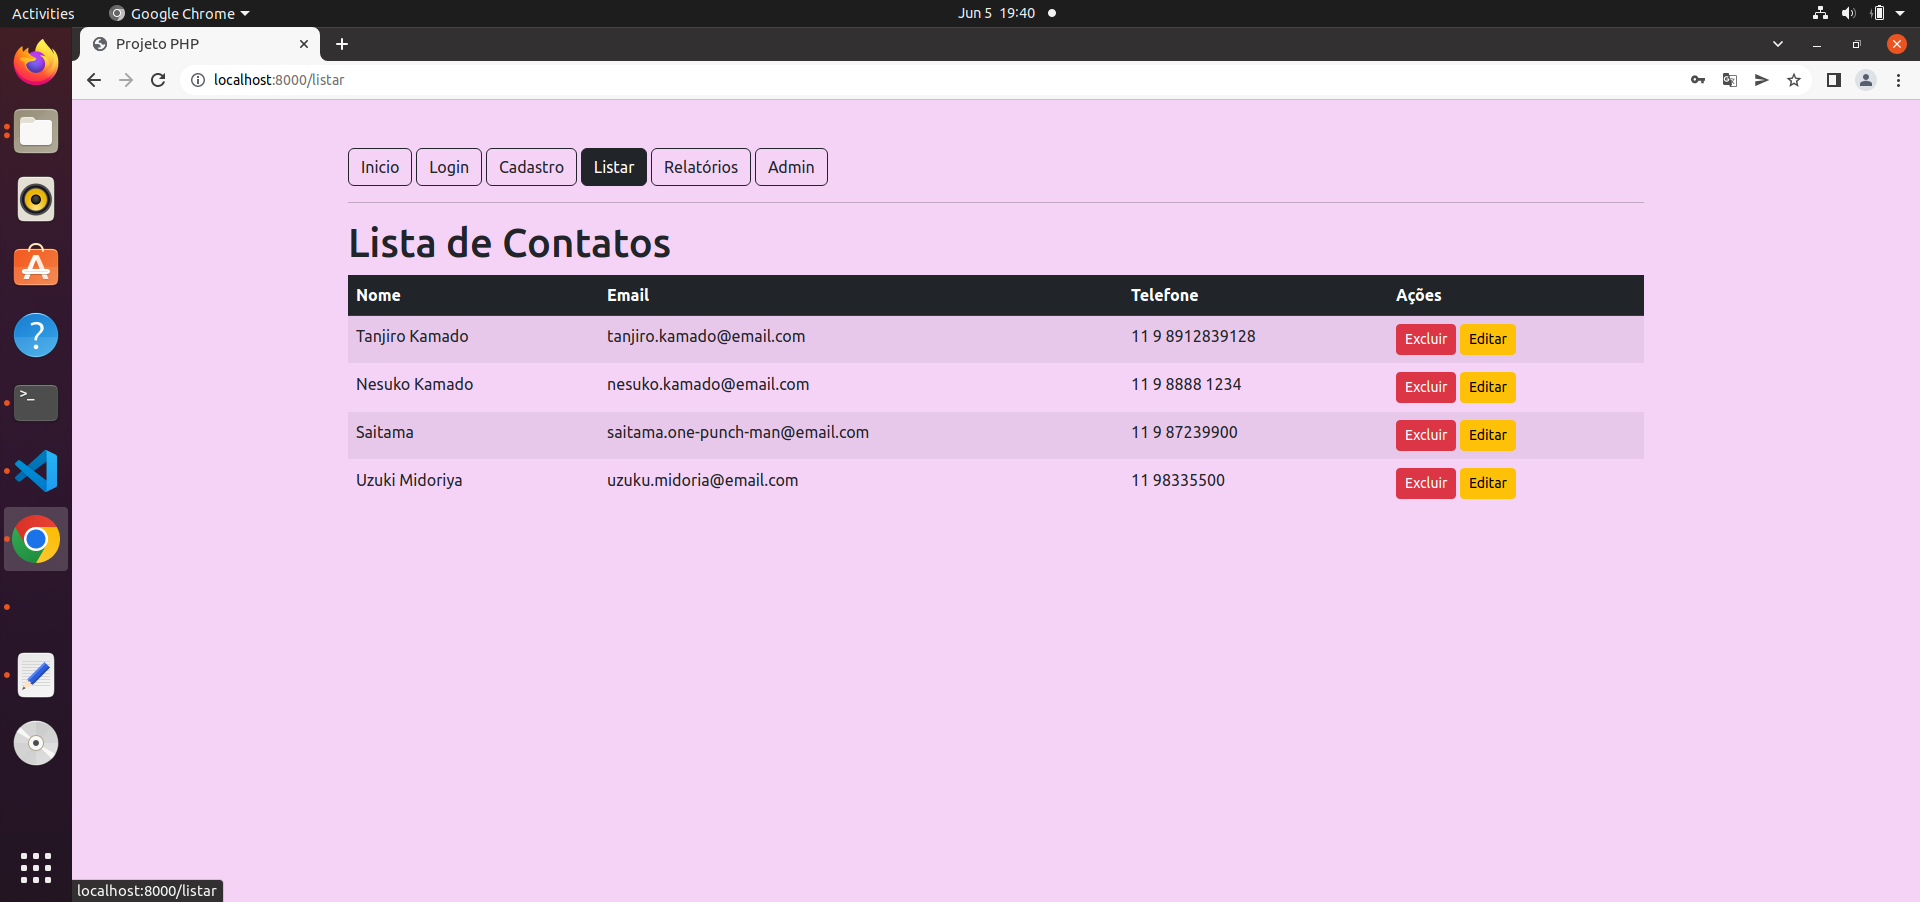 Activities Google Chrome Jun 5 19:40
Projeto PHP
localhost:8000/listar
Inicio Login Cadastro Listar Relatórios Admin
Lista de Contatos
Nome Email Telefone Ações
Tanjiro Kamado tanjiro.kamado@email.com 11 9 8912839128 Excluir Editar
Nesuko Kamado nesuko.kamado@email.com 11 9 8888 1234 Excluir Editar
Saitama saitama.one-punch-man@email.com 11 9 87239900 Excluir Editar
Uzuki Midoriya uzuku.midoria@email.com 11 98335500 Excluir Editar
localhost:8000/listar